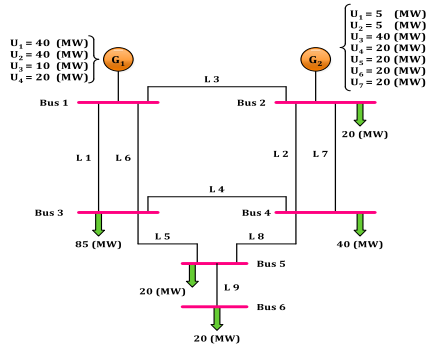 U1 = 40 (MW)
U2 = 40 (MW)
U3 = 10 (MW)
U4 = 20 (MW)
G1
G2
U1 = 5 (MW)
U2 = 5 (MW)
U3 = 40 (MW)
U4 = 20 (MW)
U5 = 20 (MW)
U6 = 20 (MW)
U7 = 20 (MW)
L 3
Bus 1
Bus 2
20 (MW)
L 1
L 6
L 2
L 7
L 4
Bus 3
Bus 4
85 (MW)
L 5
L 8
40 (MW)
Bus 5
20 (MW)
L 9
Bus 6
20 (MW)